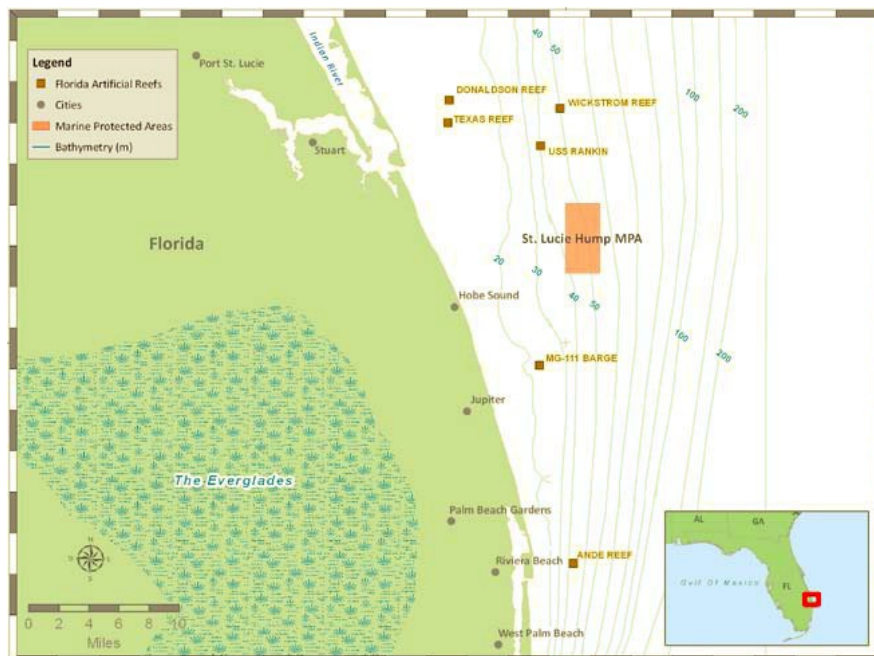 Legend
Florida Artificial Reefs
Cities
Marine Protected Areas
Bathymetry (m)
Port St. Lucie
Indian River
40
50
100
200
DONALDSON REEF
WICKSTROM REEF
TEXAS REEF
USS RANKIN
Stuart
Florida
St. Lucie Hump MPA
20
30
40
50
Hobe Sound
100
200
MG-111 BARGE
Jupiter
The Everglades
Palm Beach Gardens
Riviera Beach
ANDE REEF
West Palm Beach
N
S
0 2 4 6 8 10
Miles
AL
GA
Gulf Of Mexico
FL